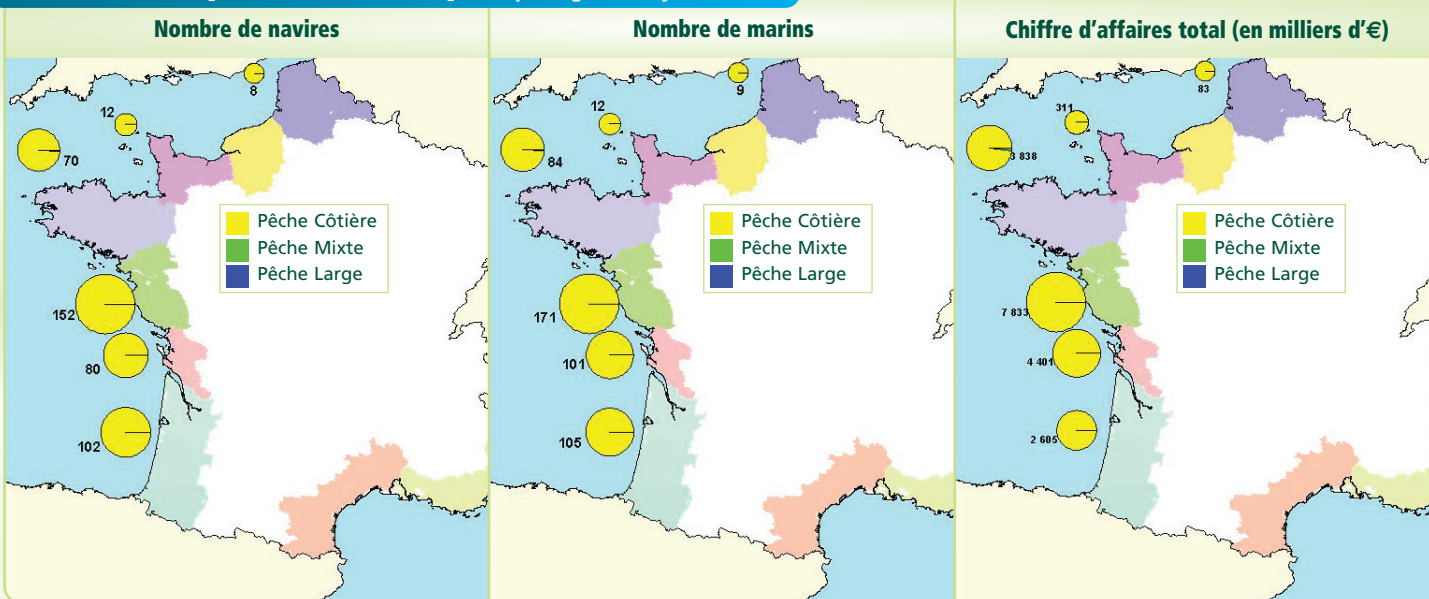 Nombre de navires
8
12
70
Pêche Côtière
Pêche Mixte
Pêche Large
152
80
102
Nombre de marins
9
12
84
Pêche Côtière
Pêche Mixte
Pêche Large
171
101
105
Chiffre d'affaires total (en milliers d'€)
83
311
3 838
Pêche Côtière
Pêche Mixte
Pêche Large
7 833
4 401
2 605